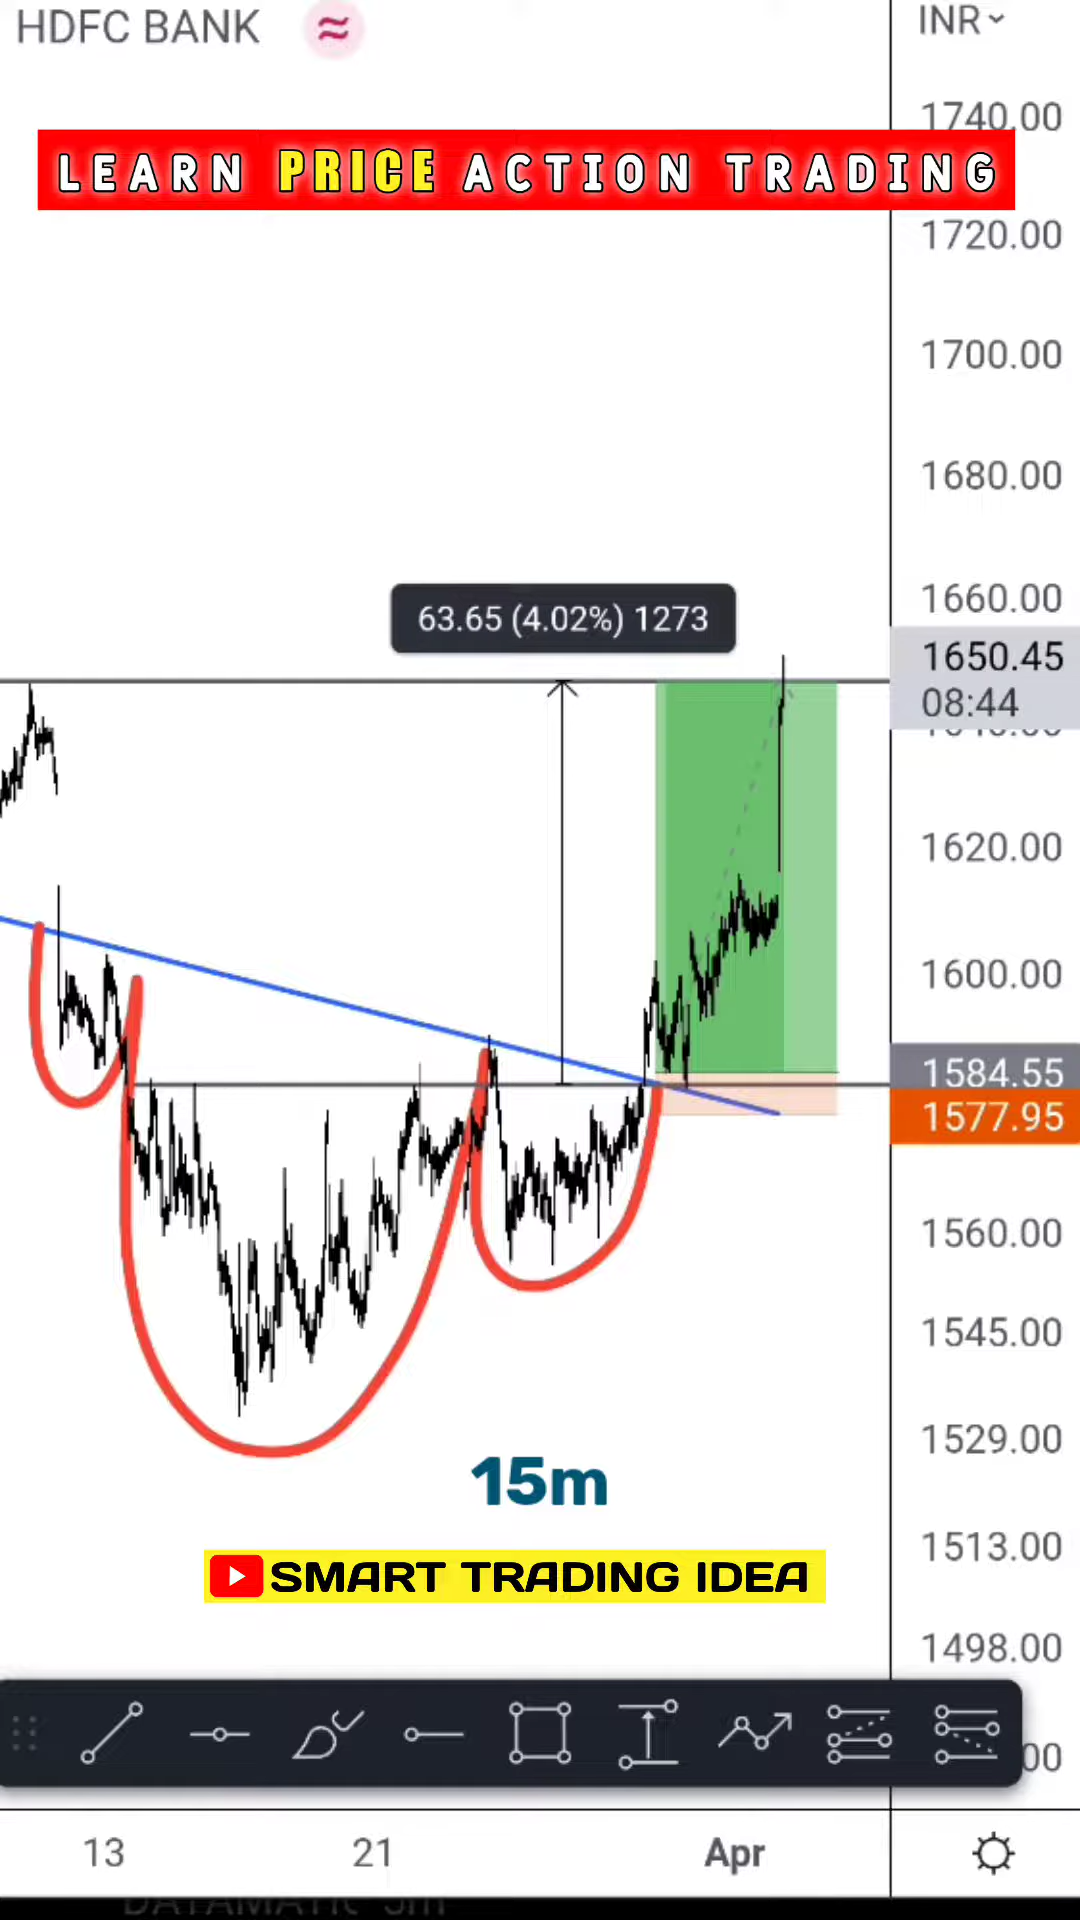 HDFC BANK
INR
1740.00
LEARN PRICE ACTION TRADING
1720.00
1700.00
1680.00
1660.00
63.65 (4.02%) 1273
1650.45
08:44
1620.00
1600.00
1584.55
1577.95
1560.00
1545.00
1529.00
15m
1513.00
SMART TRADING IDEA
1498.00
00
13 21 Apr